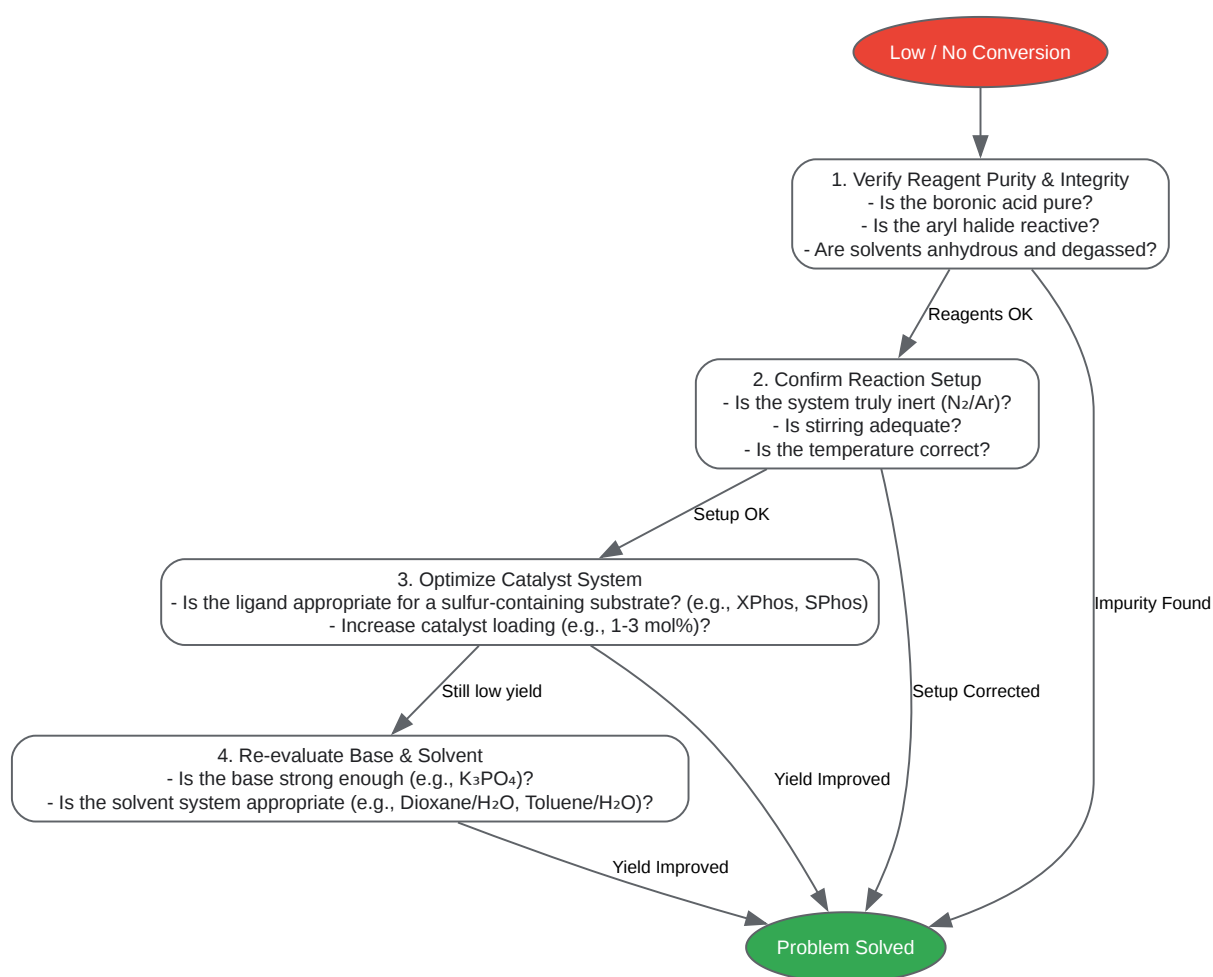 Low / No Conversion
1. Verify Reagent Purity & Integrity
- Is the boronic acid pure?
- Is the aryl halide reactive?
- Are solvents anhydrous and degassed?
Reagents OK
2. Confirm Reaction Setup
- Is the system truly inert (N₂/Ar)?
- Is stirring adequate?
- Is the temperature correct?
Setup OK
3. Optimize Catalyst System
- Is the ligand appropriate for a sulfur-containing substrate? (e.g., XPhos, SPhos)
- Increase catalyst loading (e.g., 1-3 mol%)?
Impurity Found
Still low yield
Setup Corrected
4. Re-evaluate Base & Solvent
- Is the base strong enough (e.g., K₃PO₄)?
- Is the solvent system appropriate (e.g., Dioxane/H₂O, Toluene/H₂O)?
Yield Improved
Yield Improved
Problem Solved